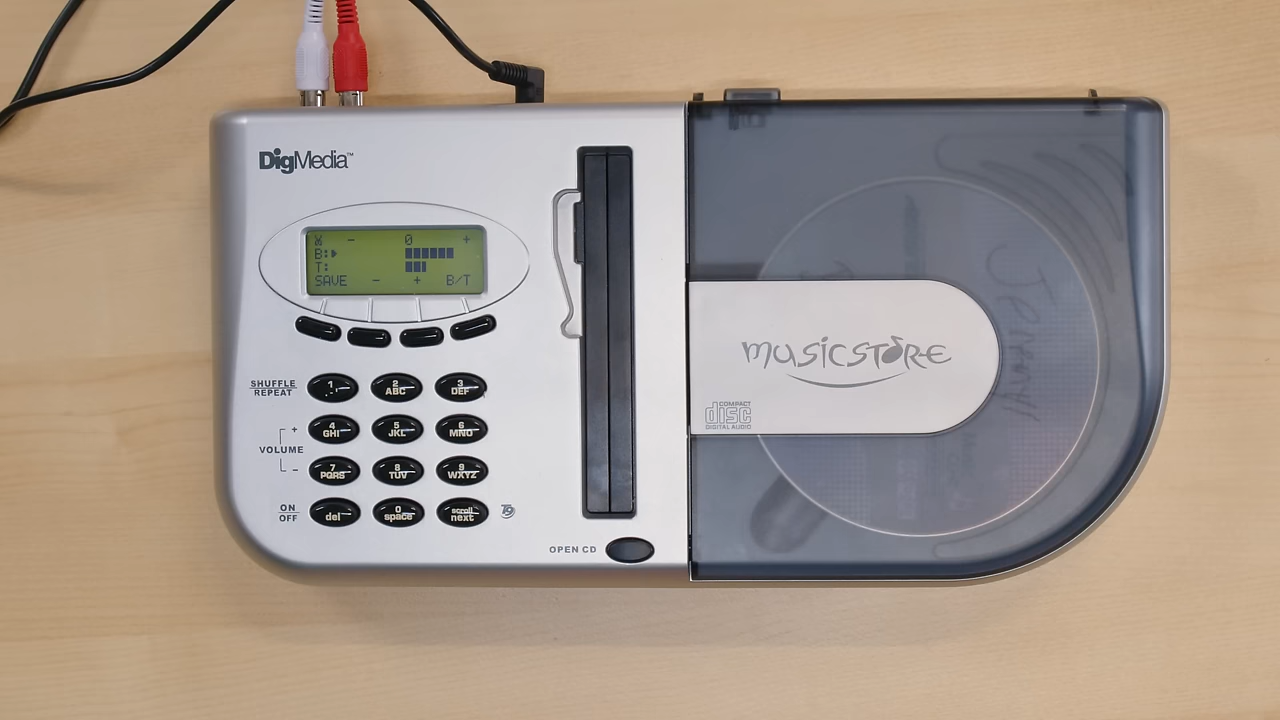 DigMedia™
- 0 +
B:
T:
SAVE - + B/T
SHUFFLE
REPEAT
1
2
ABC
3
DEF
+
VOLUME
-
4
GHI
5
JKL
6
MNO
7
PQRS
8
TUV
9
WXYZ
ON
OFF
del
0
space
scroll
next
T9
OPEN CD
musicstore
COMPACT
disc
DIGITAL AUDIO